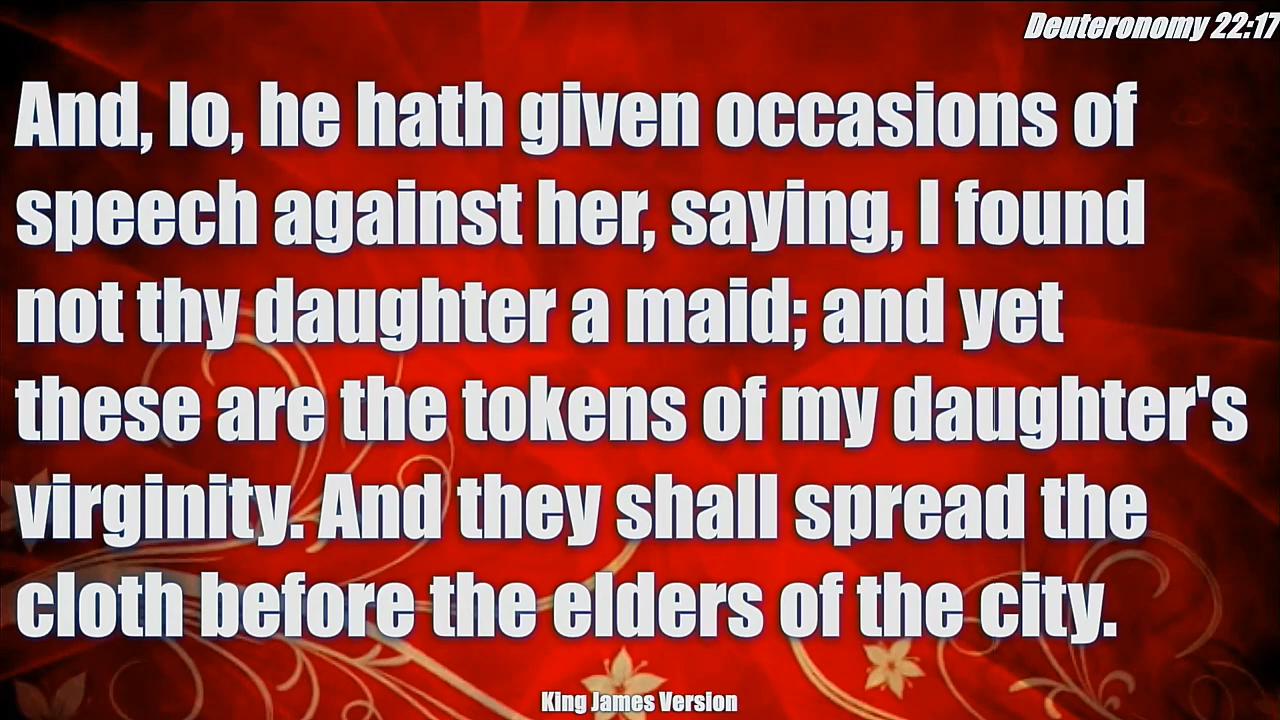 Deuteronomy 22:17
And, lo, he hath given occasions of
speech against her, saying, I found
not thy daughter a maid; and yet
these are the tokens of my daughter's
virginity. And they shall spread the
cloth before the elders of the city.
King James Version